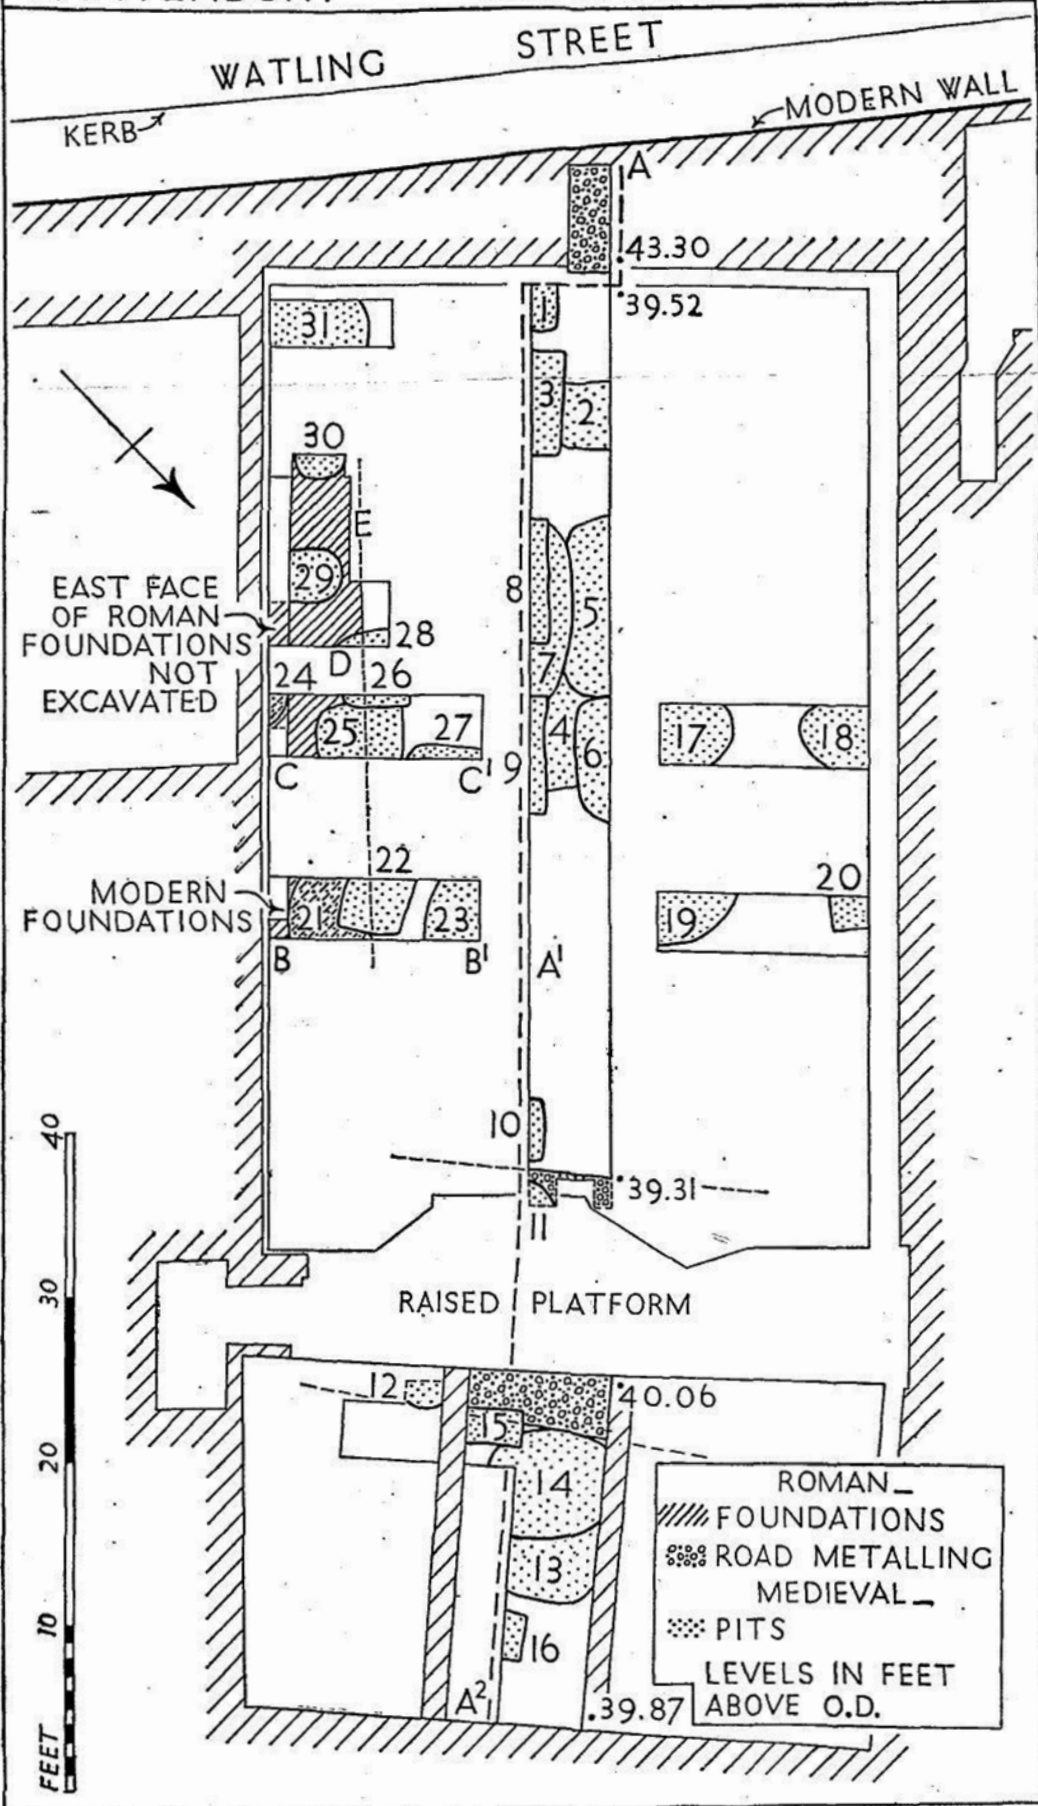 WATLING STREET
KERB
MODERN WALL
A
43.30
39.52
1
31
3
2
30
E
29
8
5
EAST FACE
OF ROMAN
FOUNDATIONS
NOT
EXCAVATED
28
D
7
24
26
25
27
4
6
17
18
C
C¹
9
22
MODERN
FOUNDATIONS
21
23
20
19
B
B¹
A¹
10
39.31
11
40
30
20
10
FEET
RAISED PLATFORM
12
40.06
15
14
13
16
A²
39.87
ROMAN_
FOUNDATIONS
ROAD METALLING
MEDIEVAL_
PITS
LEVELS IN FEET
ABOVE O.D.